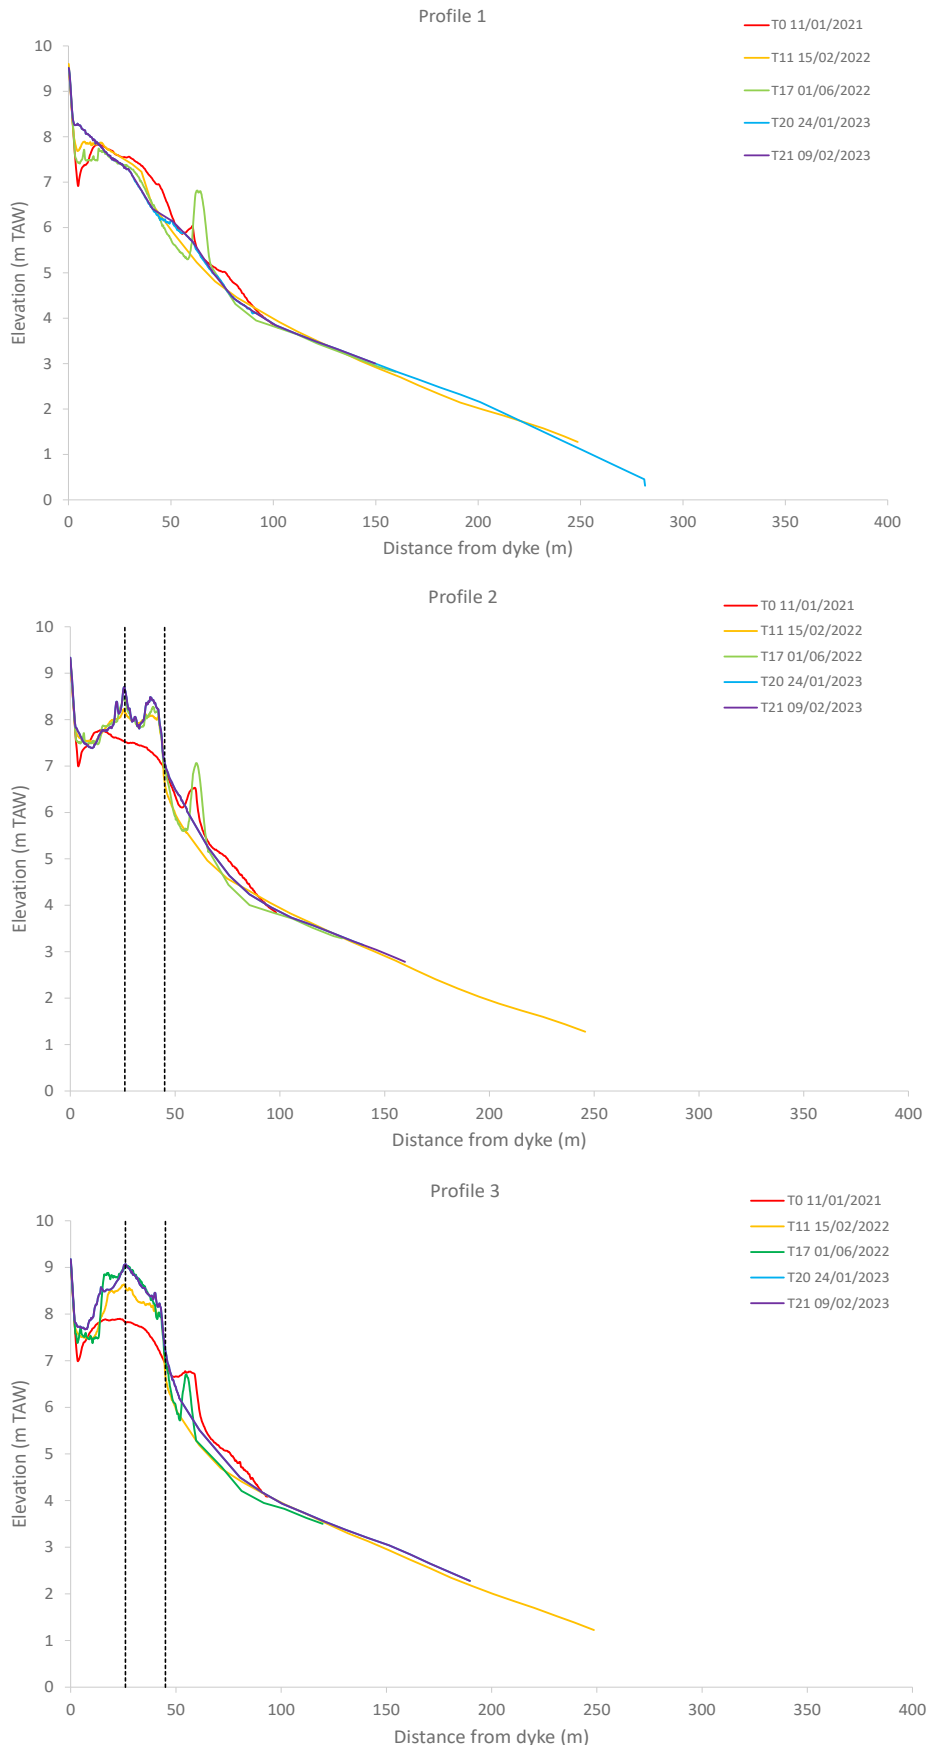 Profile 1
T0 11/01/2021
T11 15/02/2022
T17 01/06/2022
T20 24/01/2023
T21 09/02/2023
Elevation (m TAW)
10
9
8
7
6
5
4
3
2
1
0
0 50 100 150 200 250 300 350 400
Distance from dyke (m)
Profile 2
T0 11/01/2021
T11 15/02/2022
T17 01/06/2022
T20 24/01/2023
T21 09/02/2023
Elevation (m TAW)
10
9
8
7
6
5
4
3
2
1
0
0 50 100 150 200 250 300 350 400
Distance from dyke (m)
Profile 3
T0 11/01/2021
T11 15/02/2022
T17 01/06/2022
T20 24/01/2023
T21 09/02/2023
Elevation (m TAW)
10
9
8
7
6
5
4
3
2
1
0
0 50 100 150 200 250 300 350 400
Distance from dyke (m)